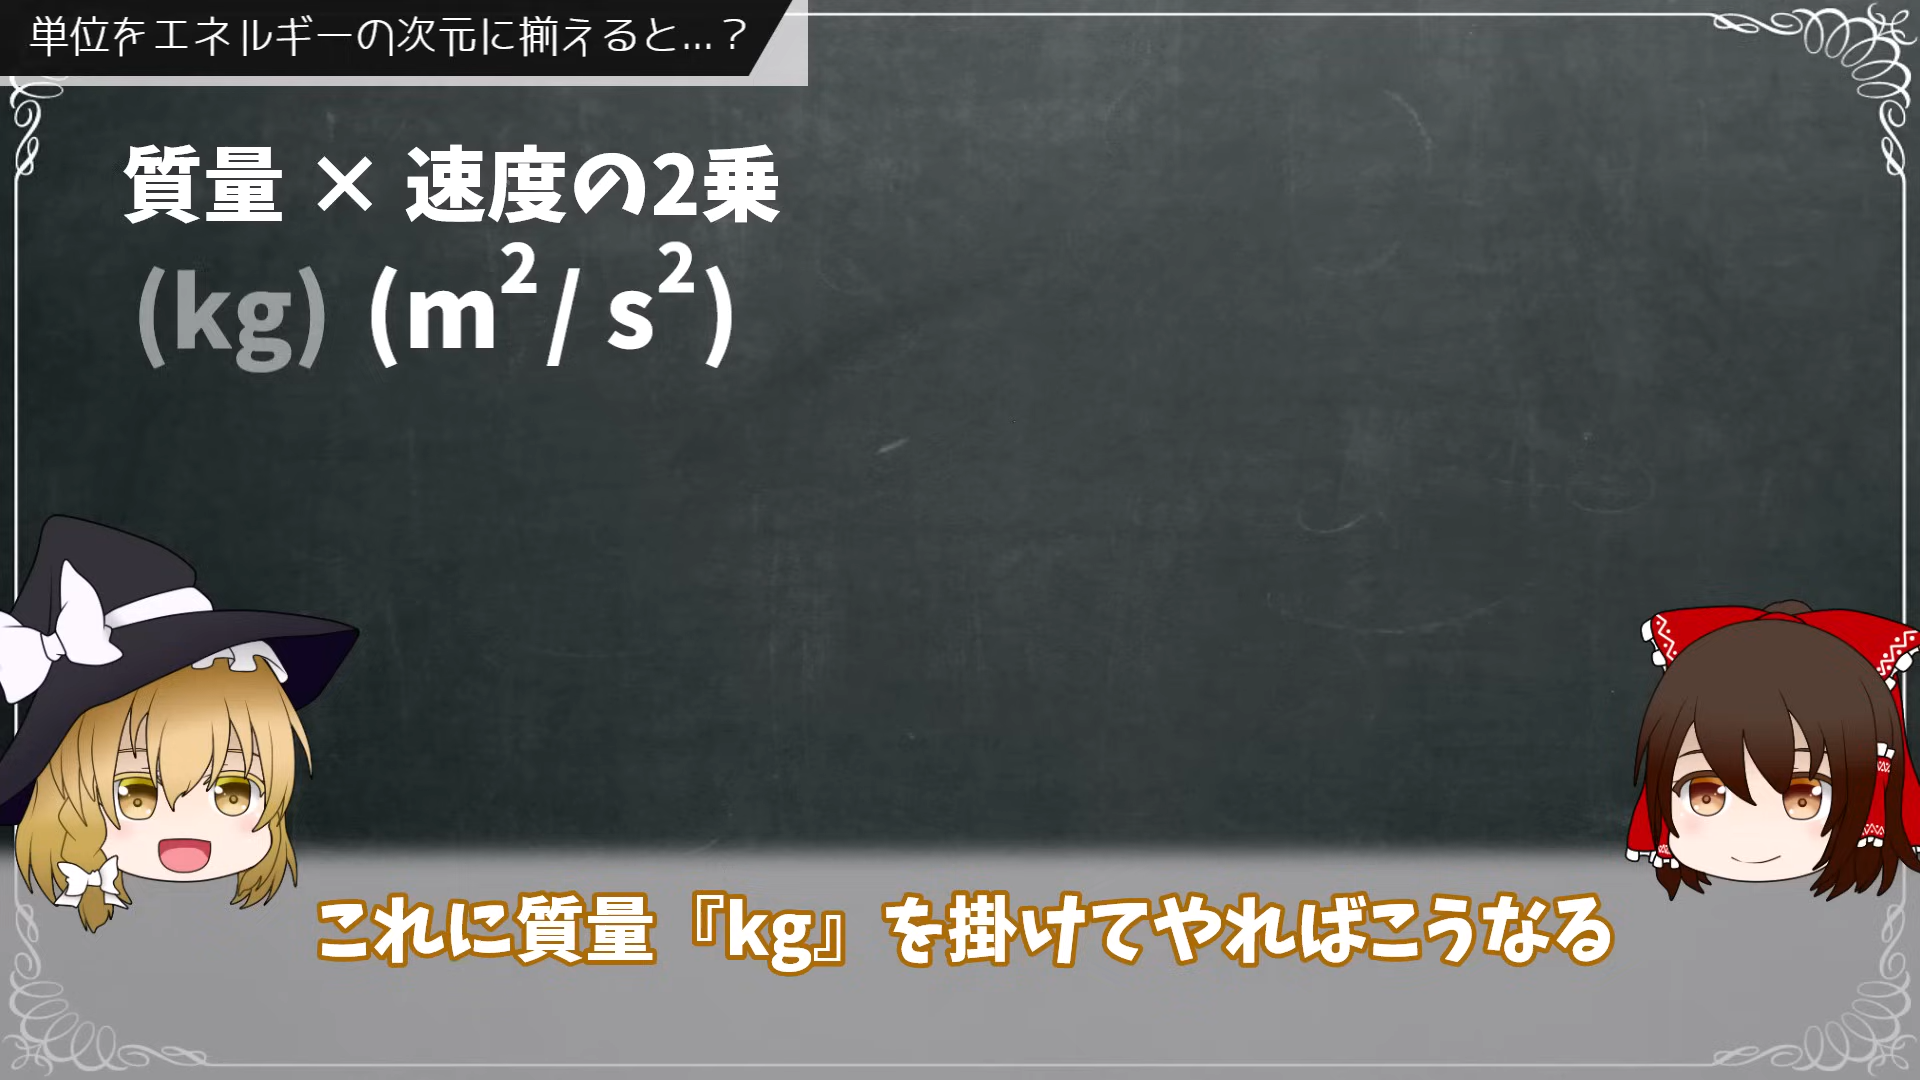 単位をエネルギーの次元に揃えると...？
質量 × 速度の2乗
(kg) (m²/ s²)
これに質量『kg』を掛けてやればこうなる